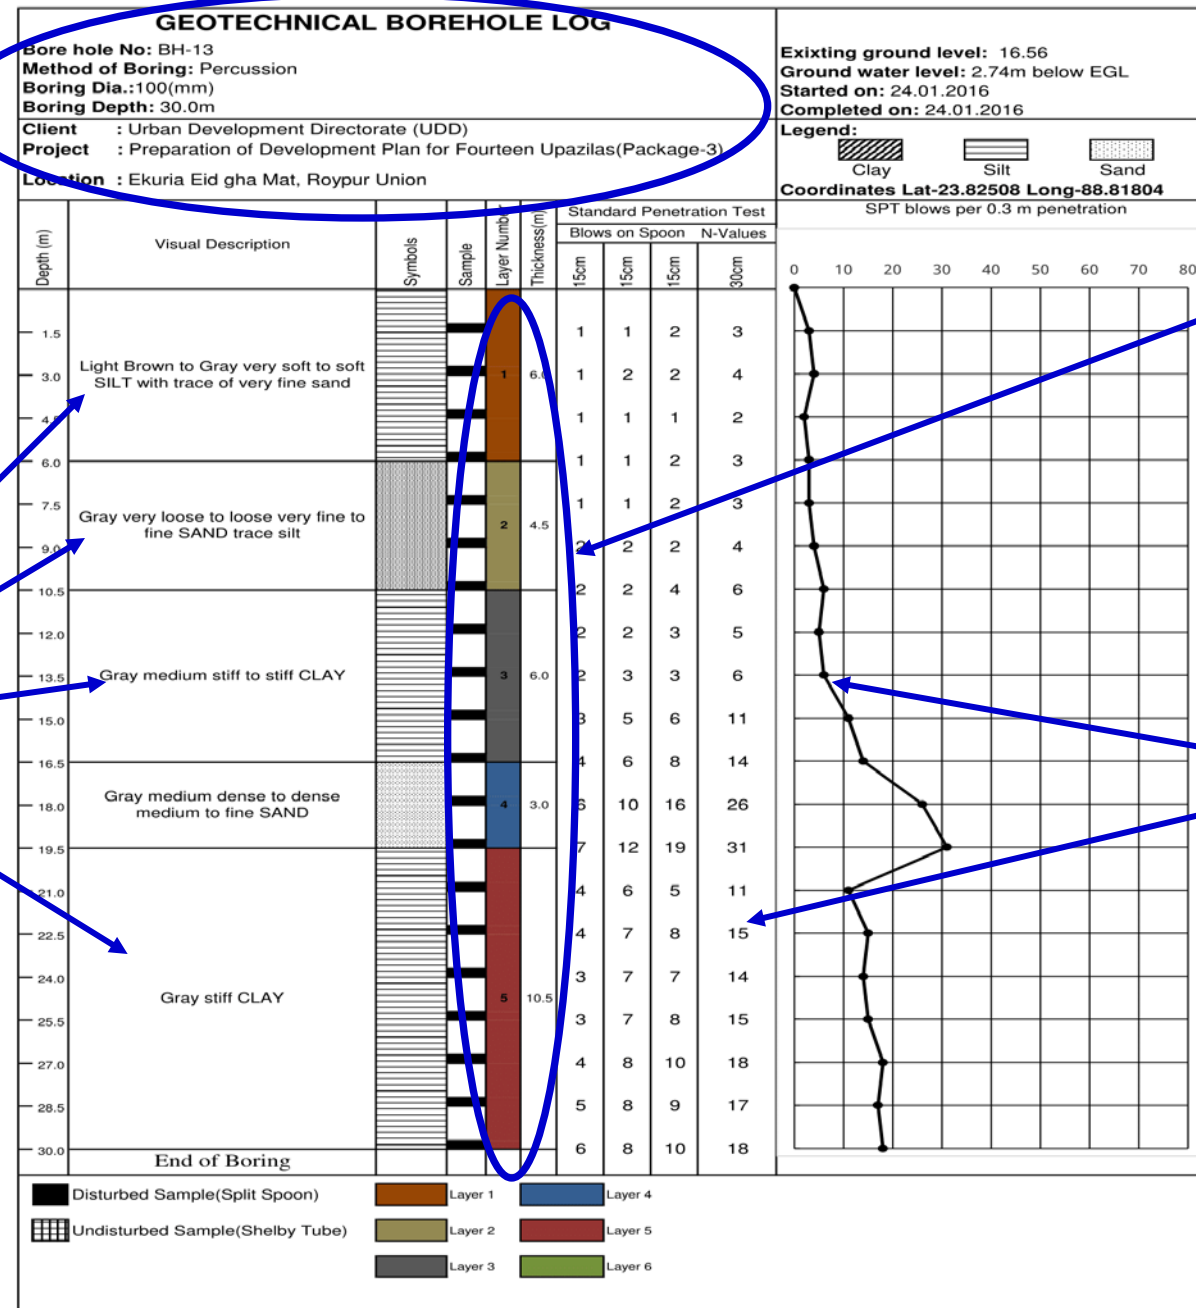 GEOTECHNICAL BOREHOLE LOG
Bore hole No: BH-13
Method of Boring: Percussion
Boring Dia.:100(mm)
Boring Depth: 30.0m
Exixting ground level: 16.56
Ground water level: 2.74m below EGL
Started on: 24.01.2016
Completed on: 24.01.2016
Client : Urban Development Directorate (UDD)
Project : Preparation of Development Plan for Fourteen Upazilas(Package-3)
Location : Ekuria Eid gha Mat, Roypur Union
Legend:
Clay Silt Sand
Coordinates Lat-23.82508 Long-88.81804
Depth (m)
Visual Description
Symbols
Sample
Layer Number
Thickness(m)
Standard Penetration Test
Blows on Spoon N-Values
15cm 15cm 15cm 30cm
SPT blows per 0.3 m penetration
0 10 20 30 40 50 60 70 80
1.5 1 1 2 3
Light Brown to Gray very soft to soft
SILT with trace of very fine sand
3.0 1 6.0 1 2 2 4
4.5 1 1 1 2
6.0 1 1 2 3
7.5 1 1 2 3
Gray very loose to loose very fine to
fine SAND trace silt
2 4.5
9.0 2 2 2 4
10.5 2 2 4 6
12.0 2 2 3 5
13.5 Gray medium stiff to stiff CLAY 3 6.0 2 3 3 6
15.0 3 5 6 11
16.5 4 6 8 14
Gray medium dense to dense
medium to fine SAND
18.0 4 3.0 6 10 16 26
19.5 7 12 19 31
21.0 4 6 5 11
22.5 4 7 8 15
24.0 3 7 7 14
Gray stiff CLAY 5 10.5
25.5 3 7 8 15
27.0 4 8 10 18
28.5 5 8 9 17
30.0 6 8 10 18
End of Boring
Disturbed Sample(Split Spoon) Layer 1 Layer 4
Undisturbed Sample(Shelby Tube) Layer 2 Layer 5
Layer 3 Layer 6